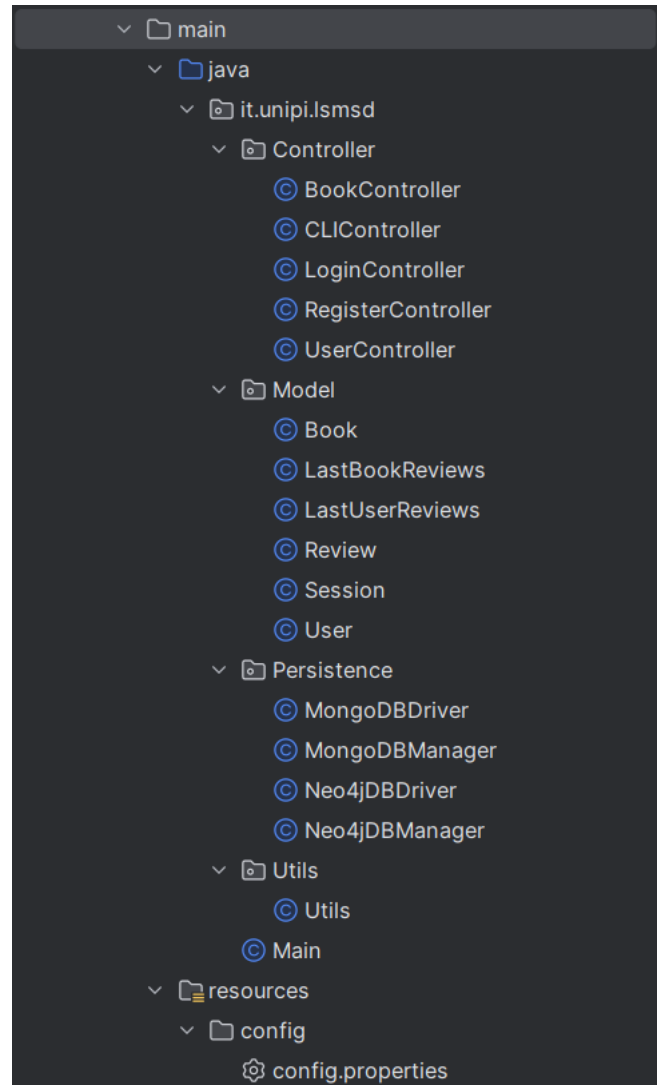 main
java
it.unipi.lsmsd
Controller
BookController
CLIController
LoginController
RegisterController
UserController
Model
Book
LastBookReviews
LastUserReviews
Review
Session
User
Persistence
MongoDBDriver
MongoDBManager
Neo4jDBDriver
Neo4jDBManager
Utils
Utils
Main
resources
config
config.properties